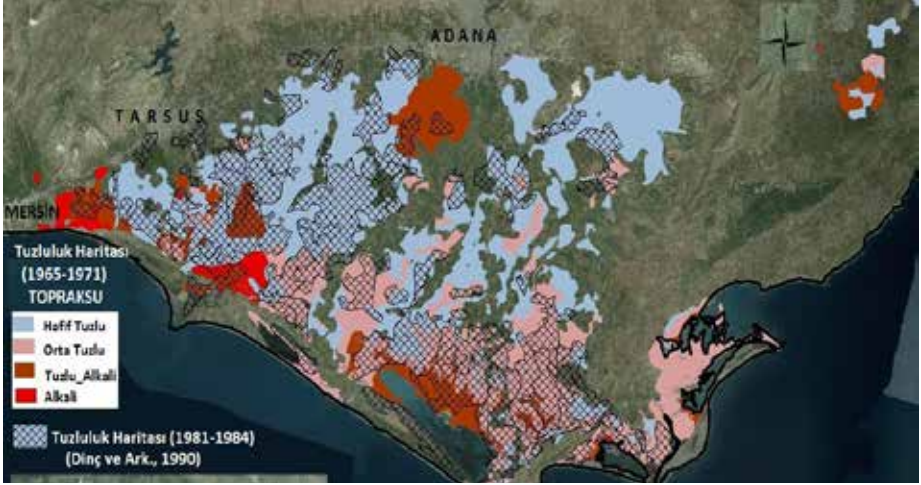 ADANA
TARSUS
MERSİN
Tuzluluk Haritası
(1965-1971)
TOPRAKSU
Hafif Tuzlu
Orta Tuzlu
Tuzlu_Alkali
Alkali
Tuzluluk Haritası (1981-1984)
(Dinç ve Ark., 1990)